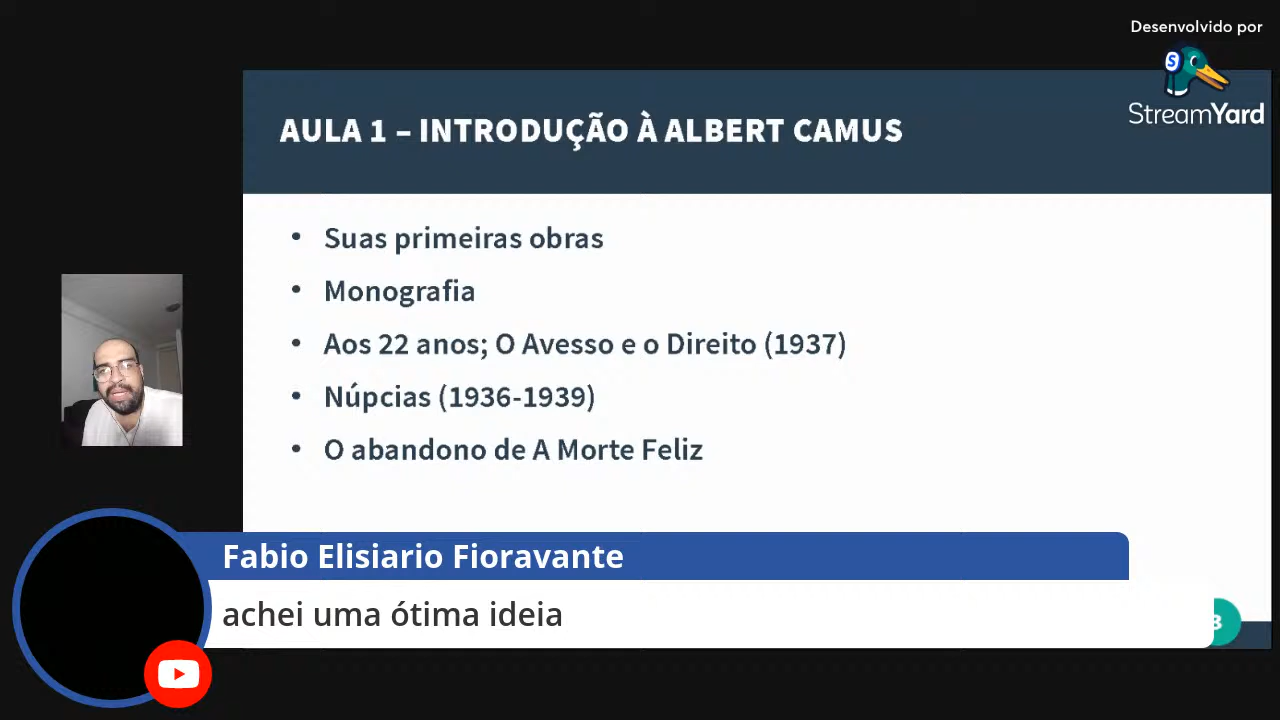 Desenvolvido por
S
StreamYard
AULA 1 – INTRODUÇÃO À ALBERT CAMUS
• Suas primeiras obras
• Monografia
• Aos 22 anos; O Avesso e o Direito (1937)
• Núpcias (1936-1939)
• O abandono de A Morte Feliz
Fabio Elisiario Fioravante
achei uma ótima ideia